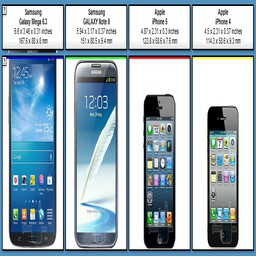 Samsung
Galaxy Mega 6.3
6.6 x 3.46 x 0.31 inches
167.6 x 88 x 8 mm
Samsung
GALAXY Note II
5.94 x 3.17 x 0.37 inches
151 x 80.5 x 9.4 mm
Apple
iPhone 5
4.87 x 2.31 x 0.3 inches
123.8 x 58.6 x 7.6 mm
Apple
iPhone 4
4.5 x 2.31 x 0.37 inches
114.3 x 58.6 x 9.3 mm
12:03